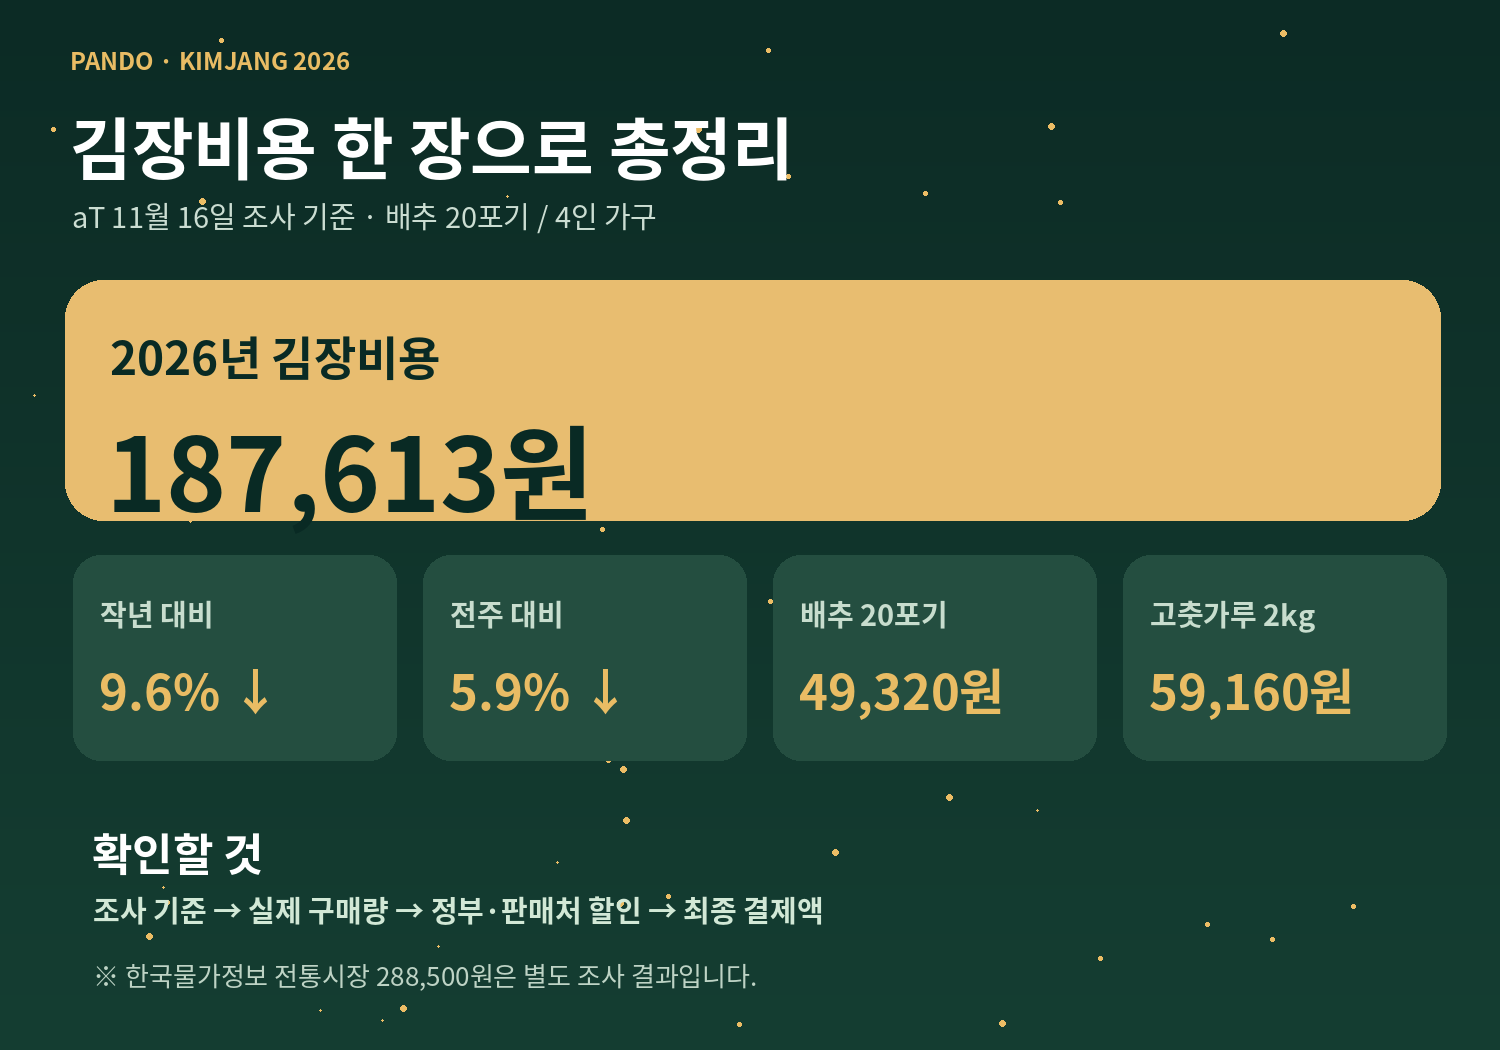 PANDO · KIMJANG 2026
김장비용 한 장으로 총정리
aT 11월 16일 조사 기준 · 배추 20포기 / 4인 가구
2026년 김장비용
187,613원
작년 대비
9.6% ↓
전주 대비
5.9% ↓
배추 20포기
49,320원
고춧가루 2kg
59,160원
확인할 것
조사 기준 → 실제 구매량 → 정부·판매처 할인 → 최종 결제액
※ 한국물가정보 전통시장 288,500원은 별도 조사 결과입니다.